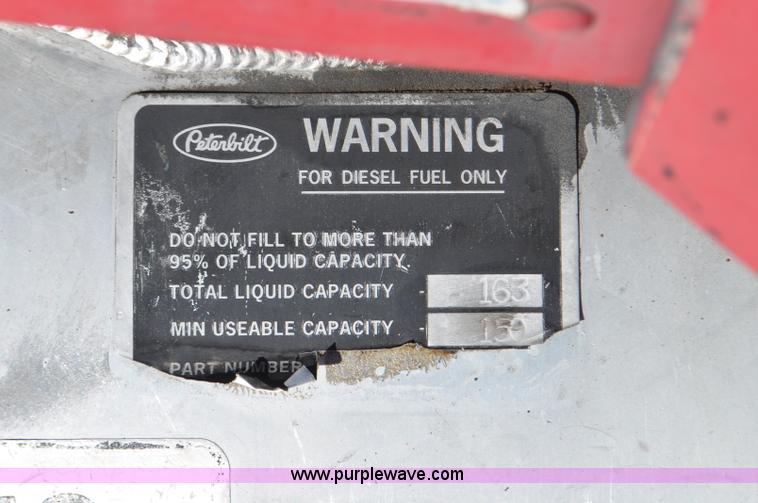 Peterbilt
WARNING
FOR DIESEL FUEL ONLY
DO NOT FILL TO MORE THAN
95% OF LIQUID CAPACITY.
TOTAL LIQUID CAPACITY 163
MIN USEABLE CAPACITY 150
PART NUMBER
www.purplewave.com